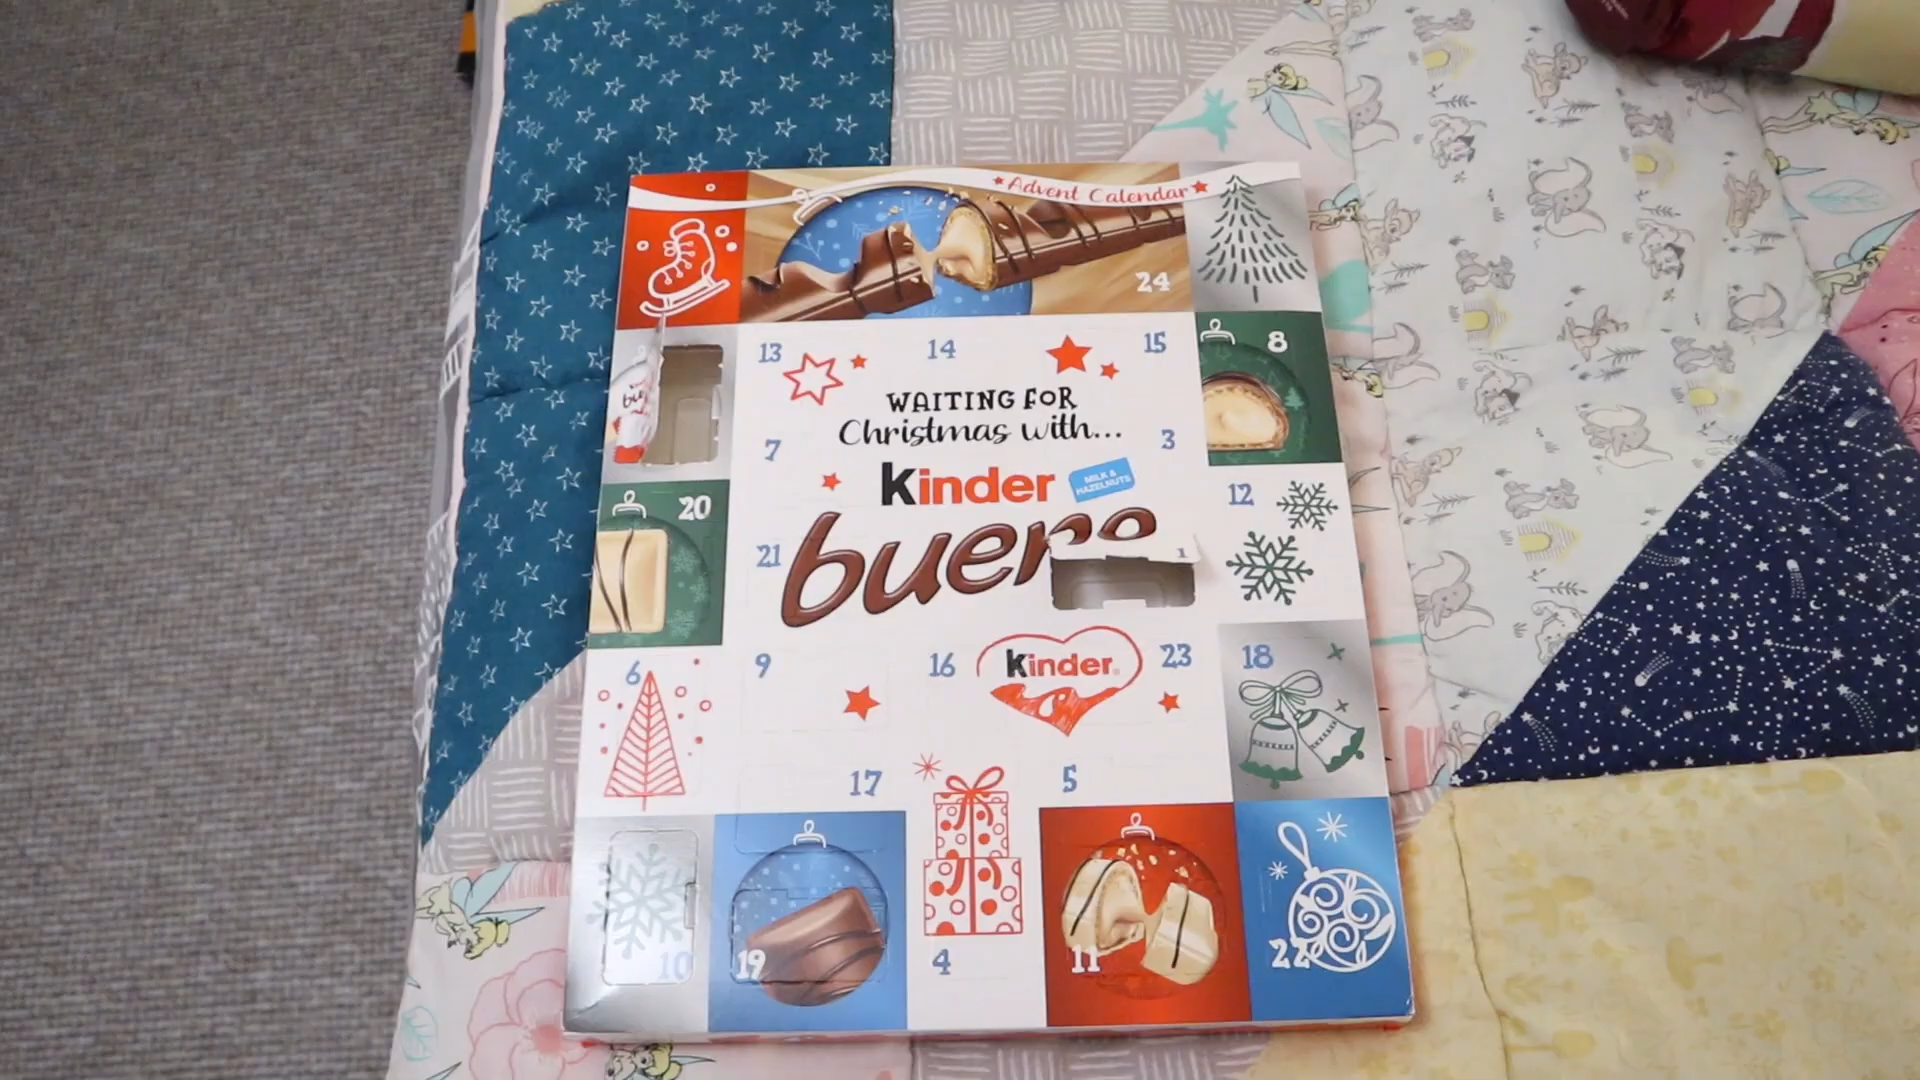 Advent Calendar
24
13
14
15
8
WAITING FOR
Christmas with...
7
3
kinder
MILK &
HAZELNUTS
12
20
21
bueno
1
6
9
16
kinder
23
18
17
5
10
19
4
11
22